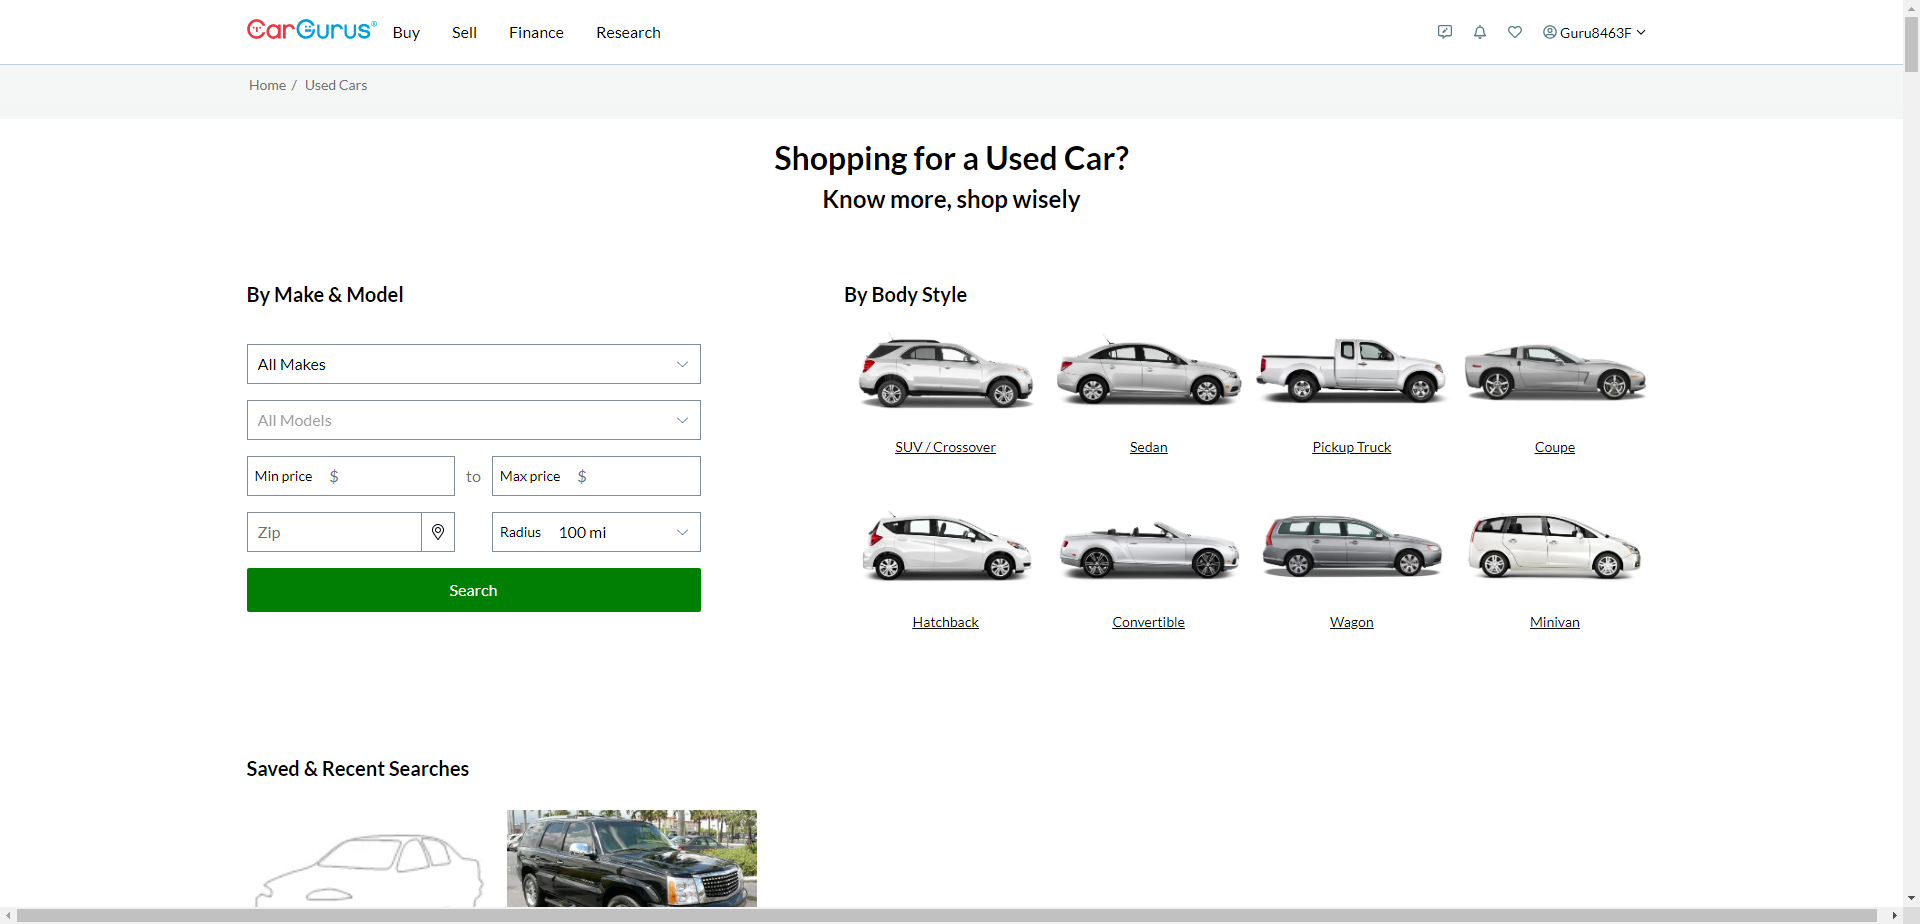 CarGurus® Buy Sell Finance Research Guru8463F
Home / Used Cars
Shopping for a Used Car?
Know more, shop wisely
By Make & Model
All Makes
All Models
Min price $ to Max price $
Zip Radius 100 mi
Search
By Body Style
SUV / Crossover Sedan Pickup Truck Coupe
Hatchback Convertible Wagon Minivan
Saved & Recent Searches